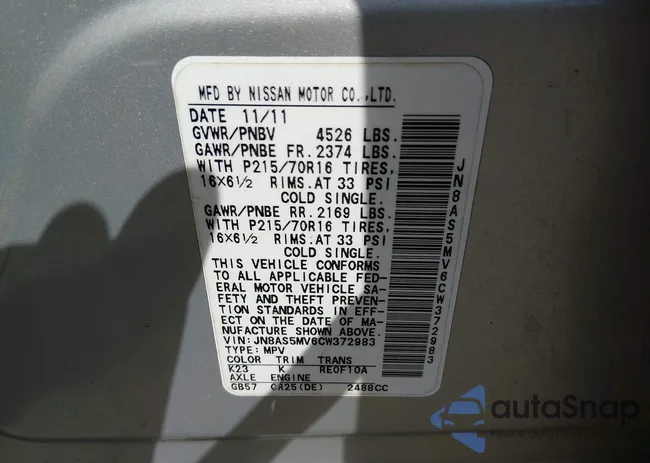 MFD BY NISSAN MOTOR CO.,LTD.
DATE 11/11
GVWR/PNBV 4526 LBS.
GAWR/PNBE FR. 2374 LBS.
WITH P215/70R16 TIRES,
16X6½ RIMS.AT 33 PSI
COLD SINGLE.
GAWR/PNBE RR. 2169 LBS.
WITH P215/70R16 TIRES,
16X6½ RIMS.AT 33 PSI
COLD SINGLE.
THIS VEHICLE CONFORMS
TO ALL APPLICABLE FED-
ERAL MOTOR VEHICLE SA-
FETY AND THEFT PREVEN-
TION STANDARDS IN EFF-
ECT ON THE DATE OF MA-
NUFACTURE SHOWN ABOVE.
VIN: JN8AS5MV6CW372983
TYPE: MPV
COLOR TRIM TRANS
K23 K RE0F10A
AXLE ENGINE
GB57 QR25(DE) 2488CC
JN8AS5MV6CW372983
autoSnap